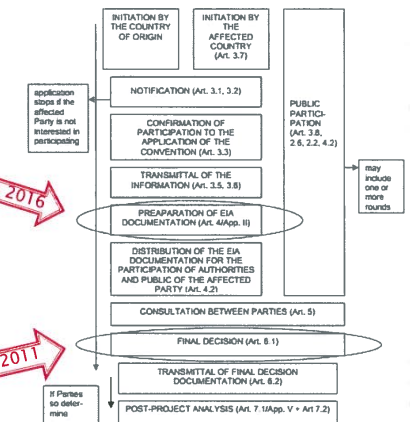 INITIATION BY
THE COUNTRY
OF ORIGIN
INITIATION BY
THE
AFFECTED
COUNTRY
(Art. 3.7)
NOTIFICATION (Art. 3.1, 3.2)
application
stops if the
affected
Party is not
interested in
participating
CONFIRMATION OF
PARTICIPATION TO THE
APPLICATION OF THE
CONVENTION (Art. 3.3)
PUBLIC
PARTICI-
PATION
(Art. 3.8,
2.6, 2.2, 4.2)
TRANSMITTAL OF THE
INFORMATION (Art. 3.5, 3.6)
may
include
one or
more
rounds
2016
PREAPARATION OF EIA
DOCUMENTATION (Art. 4/App. II)
DISTRIBUTION OF THE EIA
DOCUMENTATION FOR THE
PARTICIPATION OF AUTHORITIES
AND PUBLIC OF THE AFFECTED
PARTY (Art. 4.2)
CONSULTATION BETWEEN PARTIES (Art. 5)
2011
FINAL DECISION (Art. 6.1)
TRANSMITTAL OF FINAL DECISION
DOCUMENTATION (Art. 6.2)
If Parties
so deter-
mine
POST-PROJECT ANALYSIS (Art. 7.1/App. V + Art 7.2)